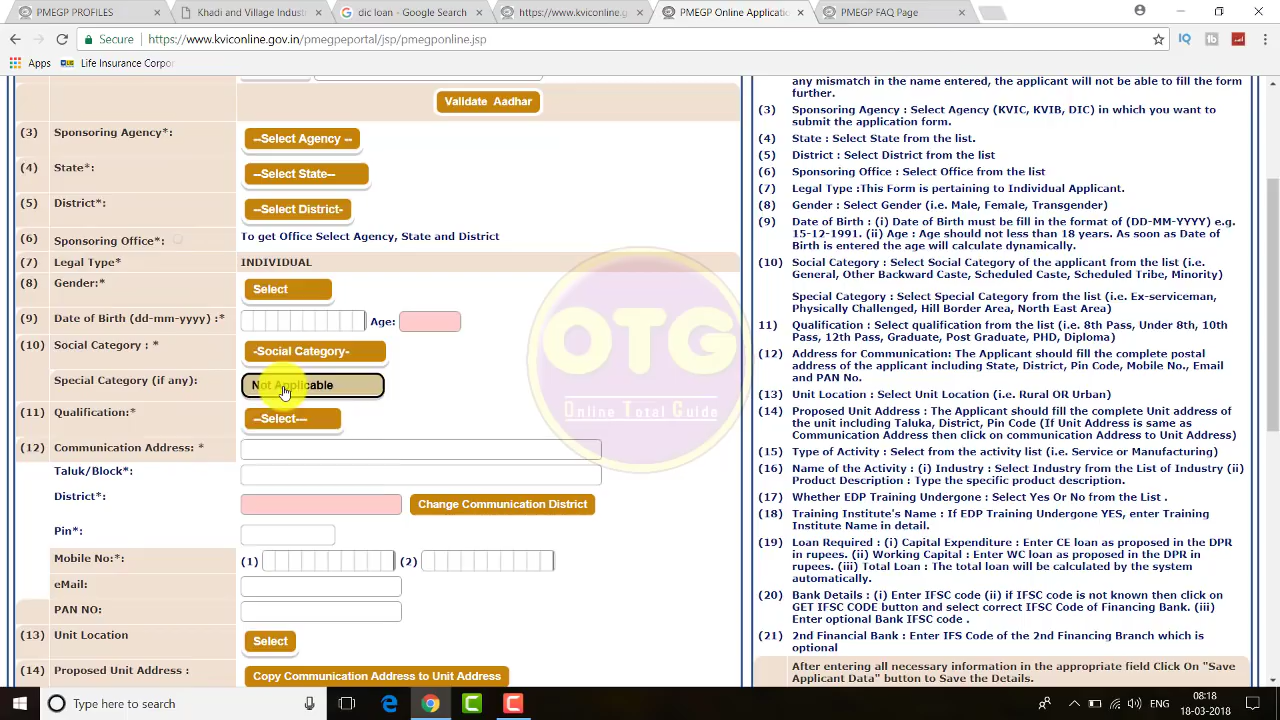 PMEGP PROFILES
Khadi and Village Indust
dic loan - Google Search
https://www.kviconline.g
PMEGP Online Applicatio
PMEGP FAQ Page
Secure
https://www.kviconline.gov.in/pmegpeportal/jsp/pmegponline.jsp
Apps
Life Insurance Corpor
Validate Aadhar
(3) Sponsoring Agency*: --Select Agency --
(4) State*: --Select State--
(5) District*: --Select District-
(6) Sponsoring Office*: To get Office Select Agency, State and District
(7) Legal Type* INDIVIDUAL
(8) Gender:* Select
(9) Date of Birth (dd-mm-yyyy) :* Age:
(10) Social Category : * -Social Category-
Special Category (if any): Not Applicable
(11) Qualification:* --Select---
(12) Communication Address: *
Taluk/Block*:
District*: Change Communication District
Pin*:
Mobile No*: (1) (2)
eMail:
PAN NO:
(13) Unit Location Select
(14) Proposed Unit Address : Copy Communication Address to Unit Address
any mismatch in the name entered, the applicant will not be able to fill the form
further.
(3) Sponsoring Agency : Select Agency (KVIC, KVIB, DIC) in which you want to
submit the application form.
(4) State : Select State from the list.
(5) District : Select District from the list
(6) Sponsoring Office : Select Office from the list
(7) Legal Type :This Form is pertaining to Individual Applicant.
(8) Gender : Select Gender (i.e. Male, Female, Transgender)
(9) Date of Birth : (i) Date of Birth must be fill in the format of (DD-MM-YYYY) e.g.
15-12-1991. (ii) Age : Age should not less than 18 years. As soon as Date of
Birth is entered the age will calculate dynamically.
(10) Social Category : Select Social Category of the applicant from the list (i.e.
General, Other Backward Caste, Scheduled Caste, Scheduled Tribe, Minority)
Special Category : Select Special Category from the list (i.e. Ex-serviceman,
Physically Challenged, Hill Border Area, North East Area)
11) Qualification : Select qualification from the list (i.e. 8th Pass, Under 8th, 10th
Pass, 12th Pass, Graduate, Post Graduate, PHD, Diploma)
(12) Address for Communication: The Applicant should fill the complete postal
address of the applicant including State, District, Pin Code, Mobile No., Email
and PAN No.
(13) Unit Location : Select Unit Location (i.e. Rural OR Urban)
(14) Proposed Unit Address : The Applicant should fill the complete Unit address of
the unit including Taluka, District, Pin Code (If Unit Address is same as
Communication Address then click on communication Address to Unit Address)
(15) Type of Activity : Select from the activity list (i.e. Service or Manufacturing)
(16) Name of the Activity : (i) Industry : Select Industry from the List of Industry (ii)
Product Description : Type the specific product description.
(17) Whether EDP Training Undergone : Select Yes Or No from the List .
(18) Training Institute's Name : If EDP Training Undergone YES, enter Training
Institute Name in detail.
(19) Loan Required : (i) Capital Expenditure : Enter CE loan as proposed in the DPR
in rupees. (ii) Working Capital : Enter WC loan as proposed in the DPR in
rupees. (iii) Total Loan : The total loan will be calculated by the system
automatically.
(20) Bank Details : (i) Enter IFSC code (ii) if IFSC code is not known then click on
GET IFSC CODE button and select correct IFSC Code of Financing Bank. (iii)
Enter optional Bank IFSC code .
(21) 2nd Financial Bank : Enter IFS Code of the 2nd Financing Branch which is
optional
After entering all necessary information in the appropriate field Click On "Save
Applicant Data" button to Save the Details.
OTG
Online Total Guide
Type here to search
ENG
08:18
18-03-2018